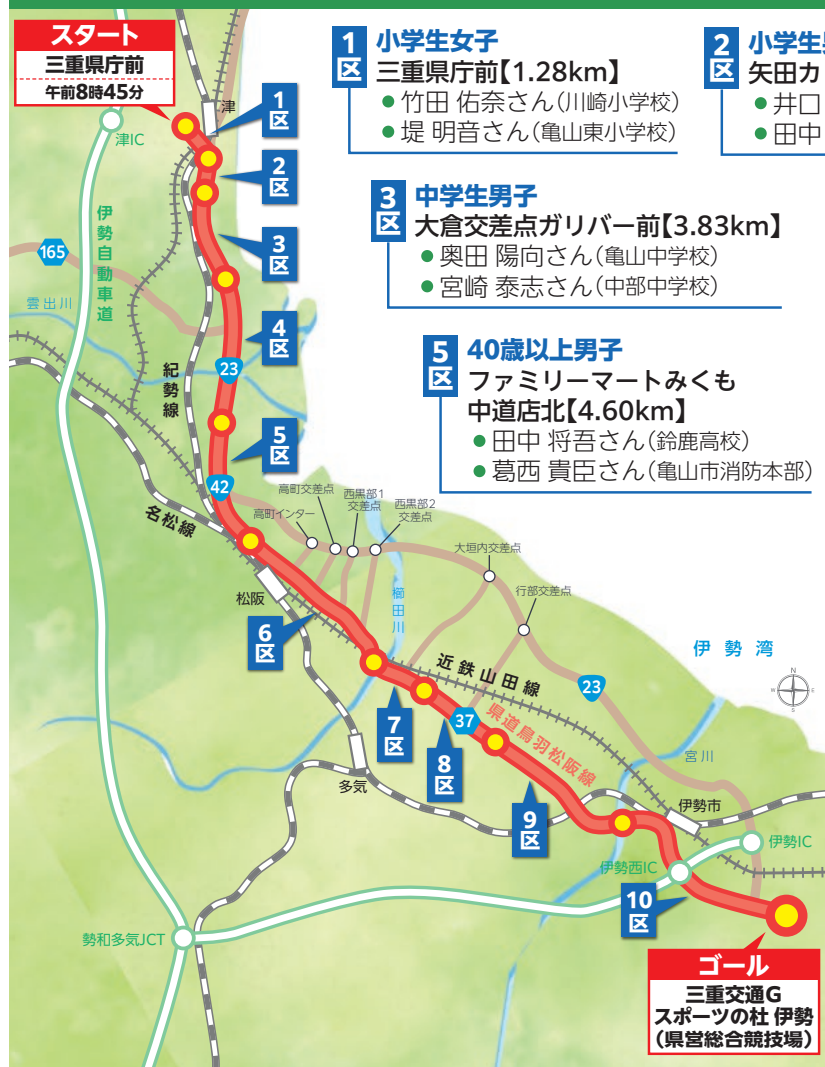 スタート
三重県庁前
午前8時45分
1区
小学生女子
三重県庁前【1.28km】
●竹田 佑奈さん(川崎小学校)
●堤 明音さん(亀山東小学校)
2区
小学生男
矢田カ
●井口
●田中
3区
中学生男子
大倉交差点ガリバー前【3.83km】
●奥田 陽向さん(亀山中学校)
●宮崎 泰志さん(中部中学校)
5区
40歳以上男子
ファミリーマートみくも
中道店北【4.60km】
●田中 将吾さん(鈴鹿高校)
●葛西 貴臣さん(亀山市消防本部)
津
津IC
1区
2区
3区
伊勢自動車道
165
雲出川
4区
紀勢線
23
5区
42
名松線
高町インター
高町交差点
西黒部1
交差点
西黒部2
交差点
大垣内交差点
行部交差点
松阪
櫛田川
6区
伊勢湾
N
W
E
S
近鉄山田線
23
7区
37
県道鳥羽松阪線
8区
多気
宮川
9区
伊勢市
伊勢IC
伊勢西IC
10区
勢和多気JCT
ゴール
三重交通G
スポーツの杜 伊勢
(県営総合競技場)